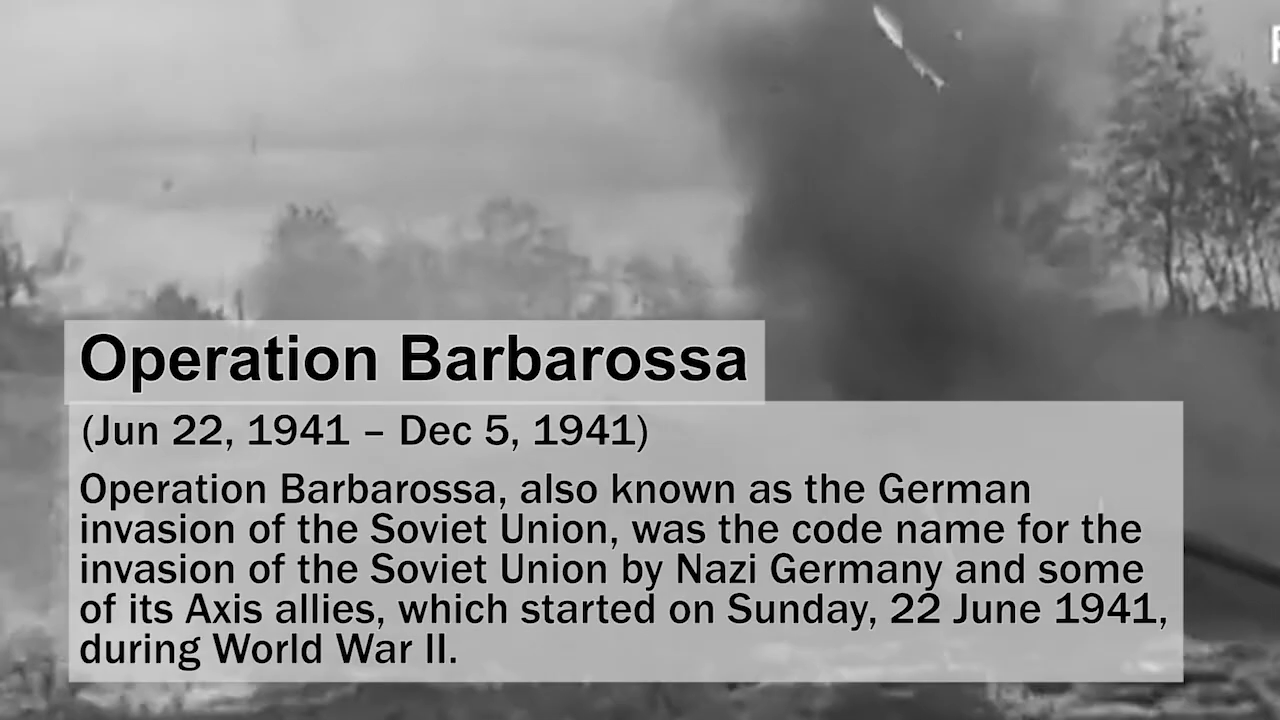 Operation Barbarossa
(Jun 22, 1941 – Dec 5, 1941)
Operation Barbarossa, also known as the German
invasion of the Soviet Union, was the code name for the
invasion of the Soviet Union by Nazi Germany and some
of its Axis allies, which started on Sunday, 22 June 1941,
during World War II.